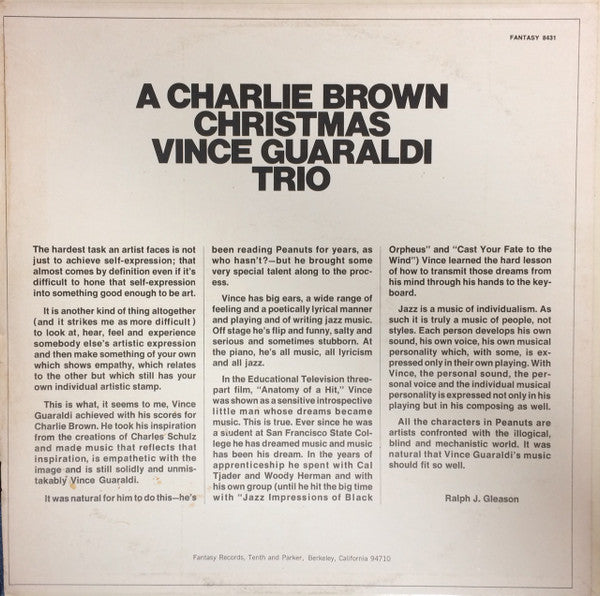 FANTASY 8431
A CHARLIE BROWN
CHRISTMAS
VINCE GUARALDI
TRIO
The hardest task an artist faces is not
just to achieve self-expression; that
almost comes by definition even if it's
difficult to hone that self-expression
into something good enough to be art.
It is another kind of thing altogether
(and it strikes me as more difficult)
to look at, hear, feel and experience
somebody else's artistic expression
and then make something of your own
which shows empathy, which relates
to the other but which still has your
own individual artistic stamp.
This is what, it seems to me, Vince
Guaraldi achieved with his scores for
Charlie Brown. He took his inspiration
from the creations of Charles Schulz
and made music that reflects that
inspiration, is empathetic with the
image and is still solidly and unmis-
takably Vince Guaraldi.
It was natural for him to do this—he's
been reading Peanuts for years, as
who hasn't?—but he brought some
very special talent along to the proc-
ess.
Vince has big ears, a wide range of
feeling and a poetically lyrical manner
and playing and of writing jazz music.
Off stage he's flip and funny, salty and
serious and sometimes stubborn. At
the piano, he's all music, all lyricism
and all jazz.
In the Educational Television three-
part film, "Anatomy of a Hit," Vince
was shown as a sensitive introspective
little man whose dreams became
music. This is true. Ever since he was
a student at San Francisco State Col-
lege he has dreamed music and music
has been his dream. In the years of
apprenticeship he spent with Cal
Tjader and Woody Herman and with
his own group (until he hit the big time
with "Jazz Impressions of Black
Orpheus" and "Cast Your Fate to the
Wind") Vince learned the hard lesson
of how to transmit those dreams from
his mind through his hands to the key-
board.
Jazz is a music of individualism. As
such it is truly a music of people, not
styles. Each person develops his own
sound, his own voice, his own musical
personality which, with some, is ex-
pressed only in their own playing. With
Vince, the personal sound, the per-
sonal voice and the individual musical
personality is expressed not only in his
playing but in his composing as well.
All the characters in Peanuts are
artists confronted with the illogical,
blind and mechanistic world. It was
natural that Vince Guaraldi's music
should fit so well.
Ralph J. Gleason
Fantasy Records, Tenth and Parker, Berkeley, California 94710